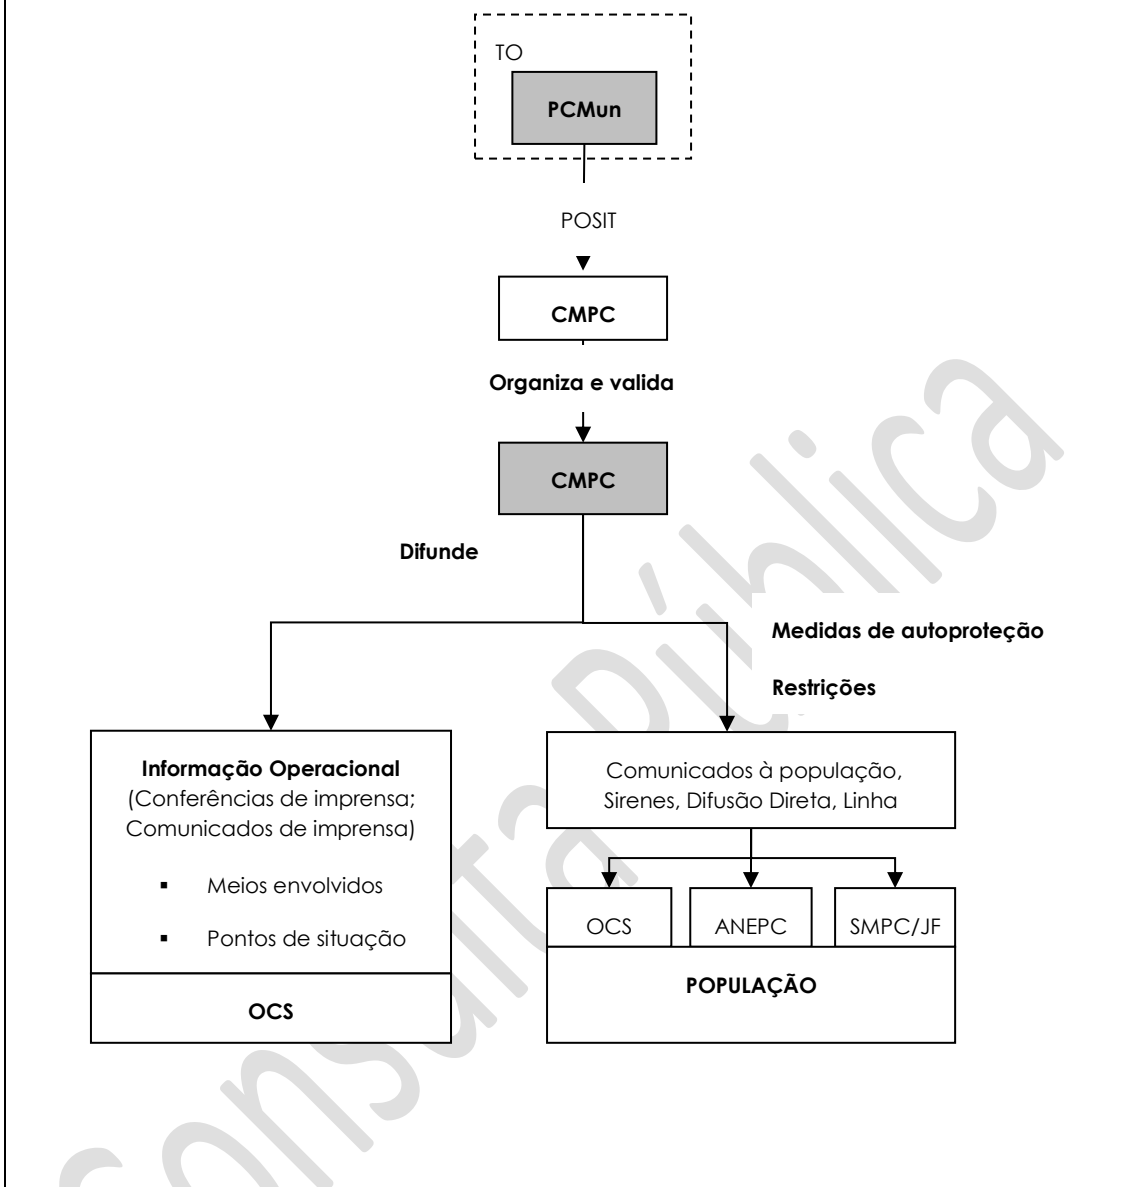 TO
PCMun
POSIT
CMPC
Organiza e valida
CMPC
Difunde
Medidas de autoproteção
Restrições
Informação Operacional
(Conferências de imprensa;
Comunicados de imprensa)
▪ Meios envolvidos
▪ Pontos de situação
OCS
Comunicados à população,
Sirenes, Difusão Direta, Linha
OCS
ANEPC
SMPC/JF
POPULAÇÃO
Consulta Pública